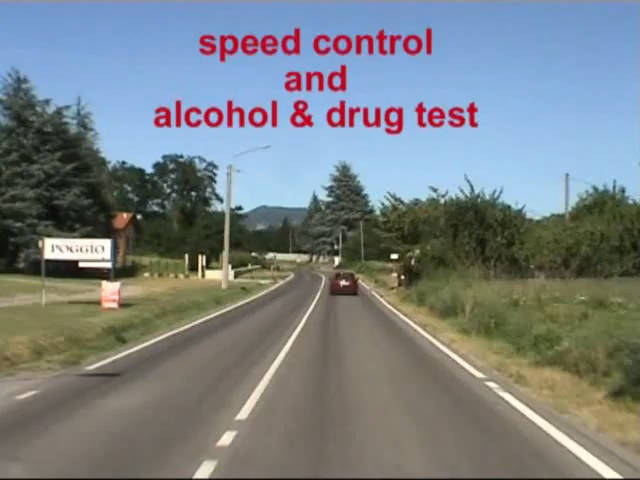 speed control
and
alcohol & drug test
POGGIO